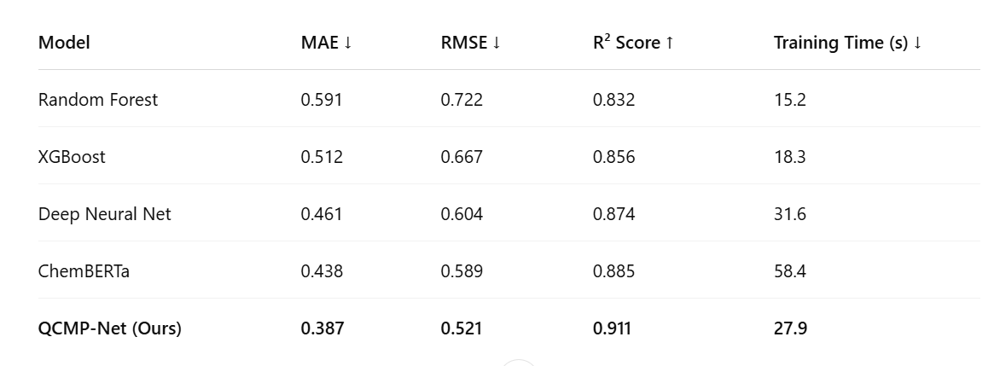 Model MAE ↓ RMSE ↓ R² Score ↑ Training Time (s) ↓
Random Forest 0.591 0.722 0.832 15.2
XGBoost 0.512 0.667 0.856 18.3
Deep Neural Net 0.461 0.604 0.874 31.6
ChemBERTa 0.438 0.589 0.885 58.4
QCMP-Net (Ours) 0.387 0.521 0.911 27.9